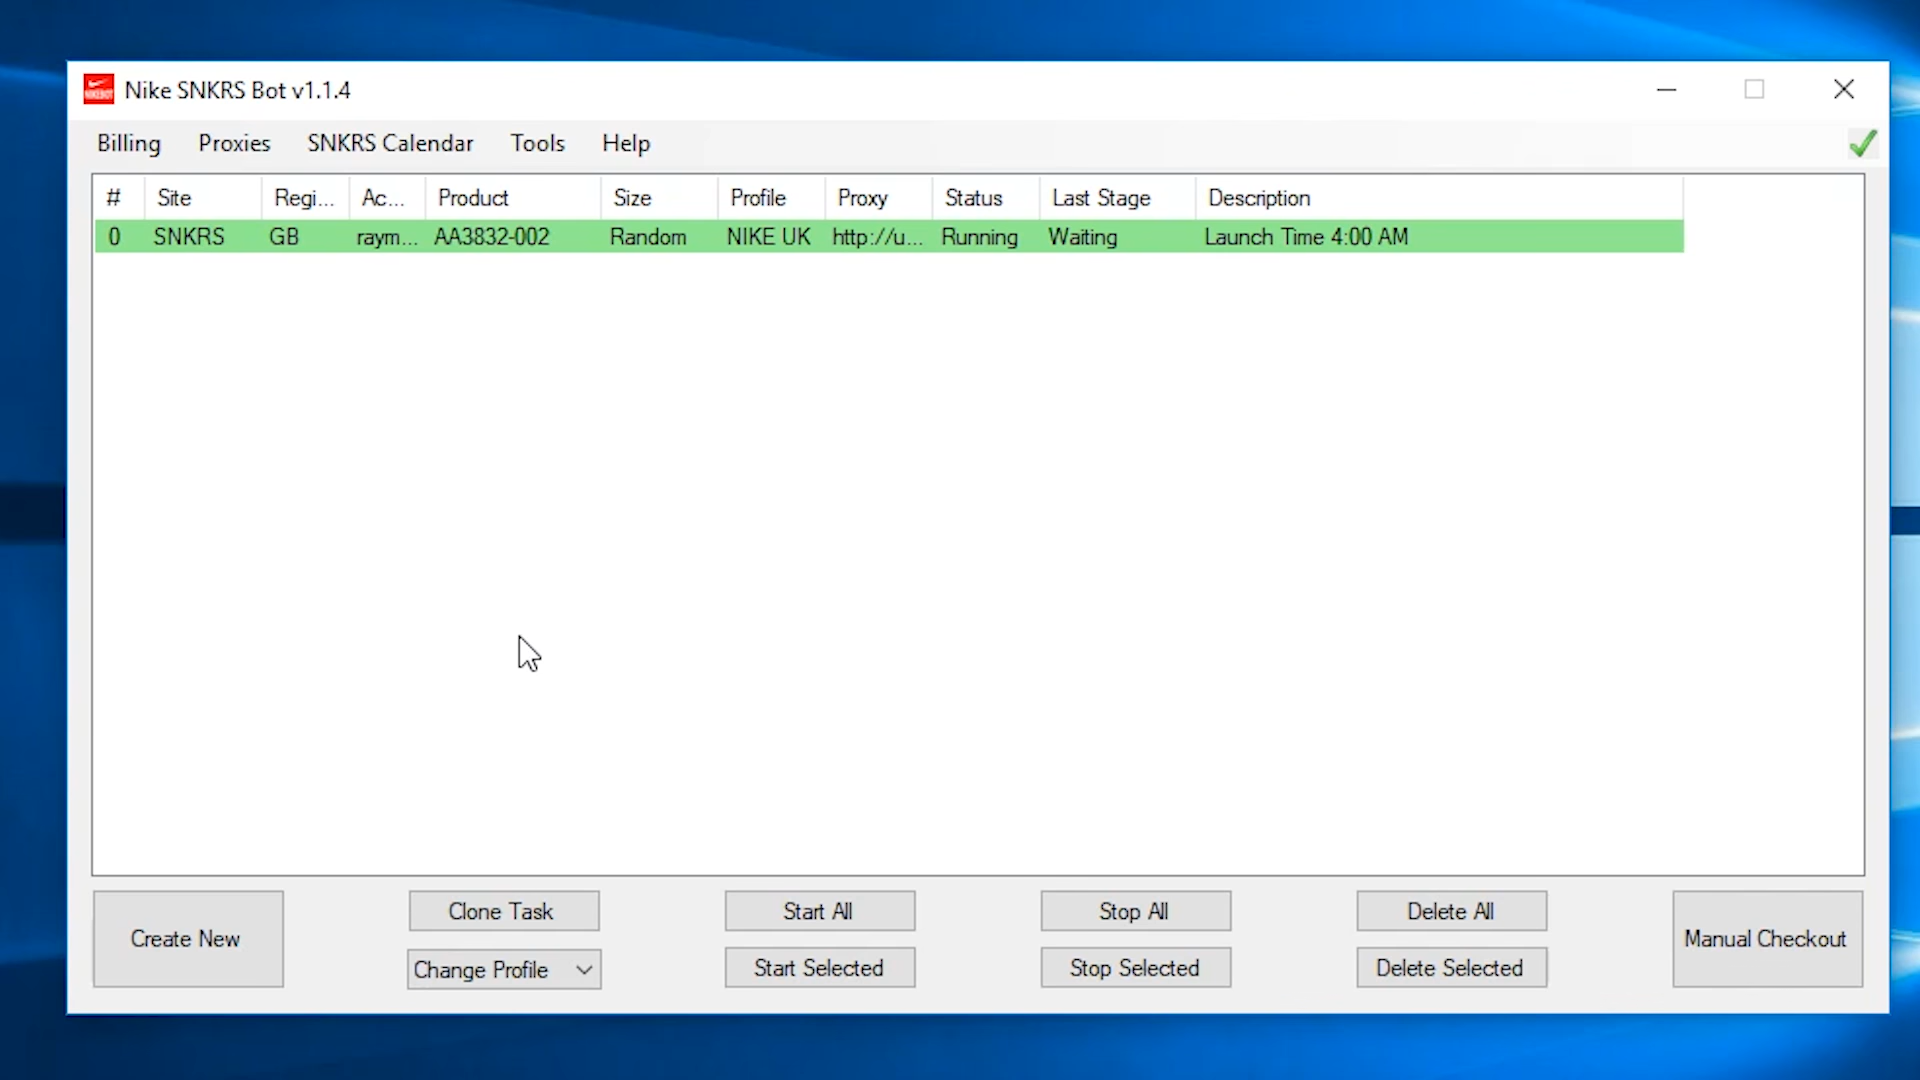 Nike SNKRS Bot v1.1.4
Billing Proxies SNKRS Calendar Tools Help
# Site Regi... Ac... Product Size Profile Proxy Status Last Stage Description
0 SNKRS GB raym... AA3832-002 Random NIKE UK http://u... Running Waiting Launch Time 4:00 AM
Create New Clone Task Start All Stop All Delete All Manual Checkout
Change Profile Start Selected Stop Selected Delete Selected